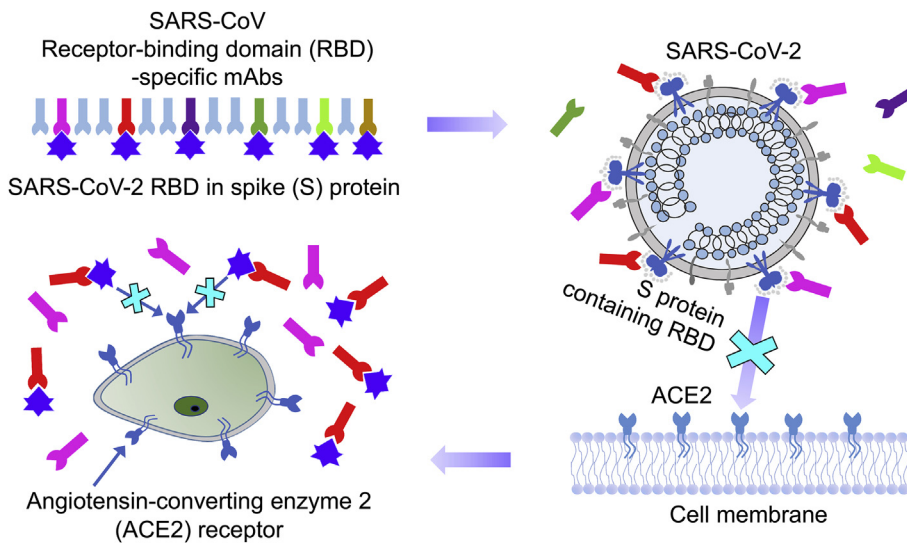 SARS-CoV
Receptor-binding domain (RBD)
-specific mAbs
SARS-CoV-2 RBD in spike (S) protein
SARS-CoV-2
S protein
containing RBD
ACE2
Cell membrane
Angiotensin-converting enzyme 2
(ACE2) receptor